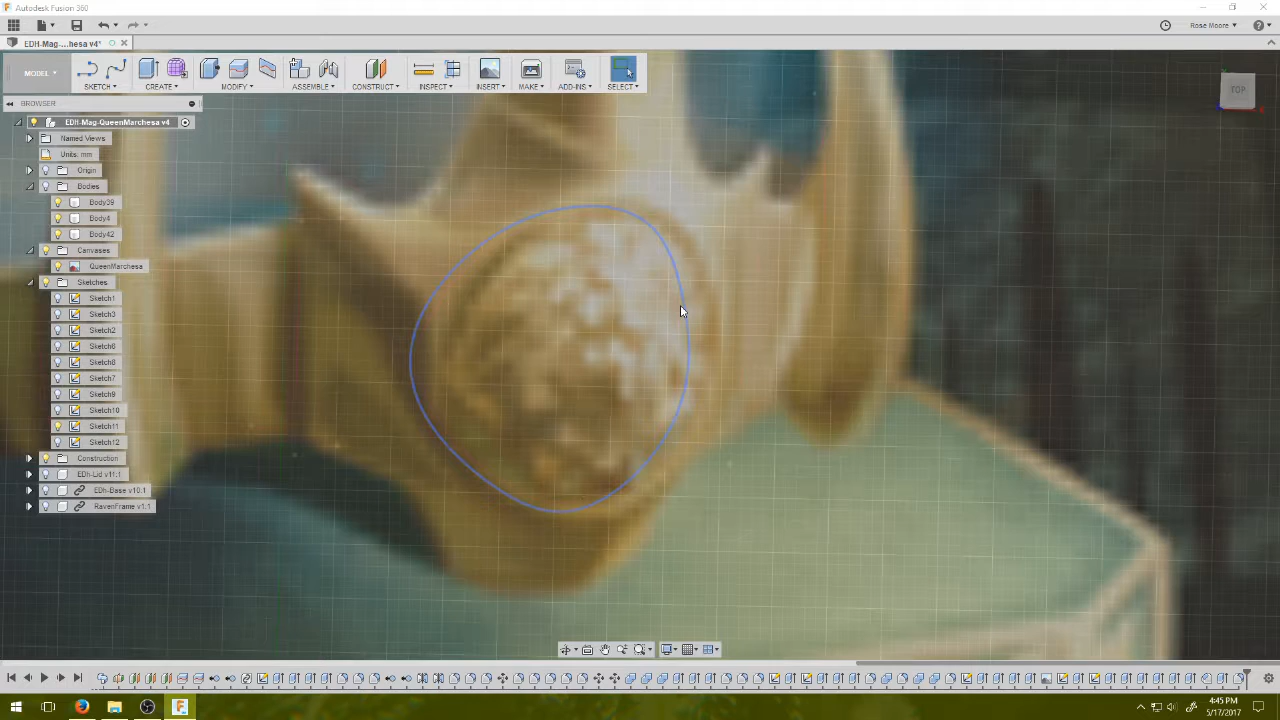 Autodesk Fusion 360
Rose Moore
EDH-Mag-...hesa v4*
MODEL
SKETCH
CREATE
MODIFY
ASSEMBLE
CONSTRUCT
INSPECT
INSERT
MAKE
ADD-INS
SELECT
TOP
BROWSER
EDH-Mag-QueenMarchesa v4
Named Views
Units: mm
Origin
Bodies
Body39
Body4
Body42
Canvases
QueenMarchesa
Sketches
Sketch1
Sketch3
Sketch2
Sketch6
Sketch8
Sketch7
Sketch9
Sketch10
Sketch11
Sketch12
Construction
EDh-Lid v11:1
EDh-Base v10:1
RavenFrame v1:1
4:45 PM
5/17/2017